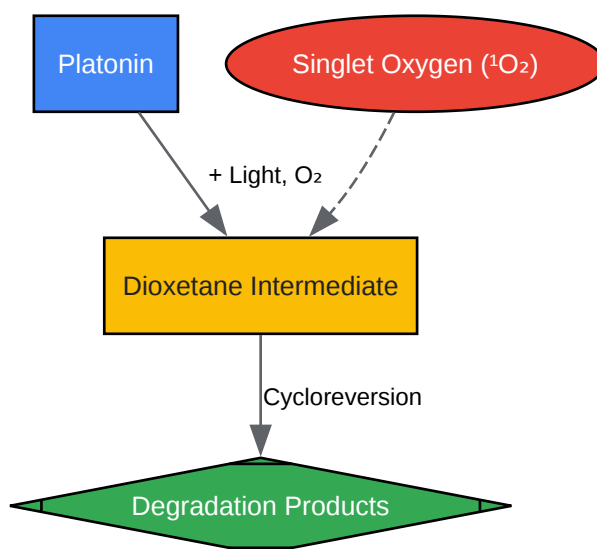 Platonin
Singlet Oxygen (¹O₂)
+ Light, O₂
Dioxetane Intermediate
Cycloreversion
Degradation Products